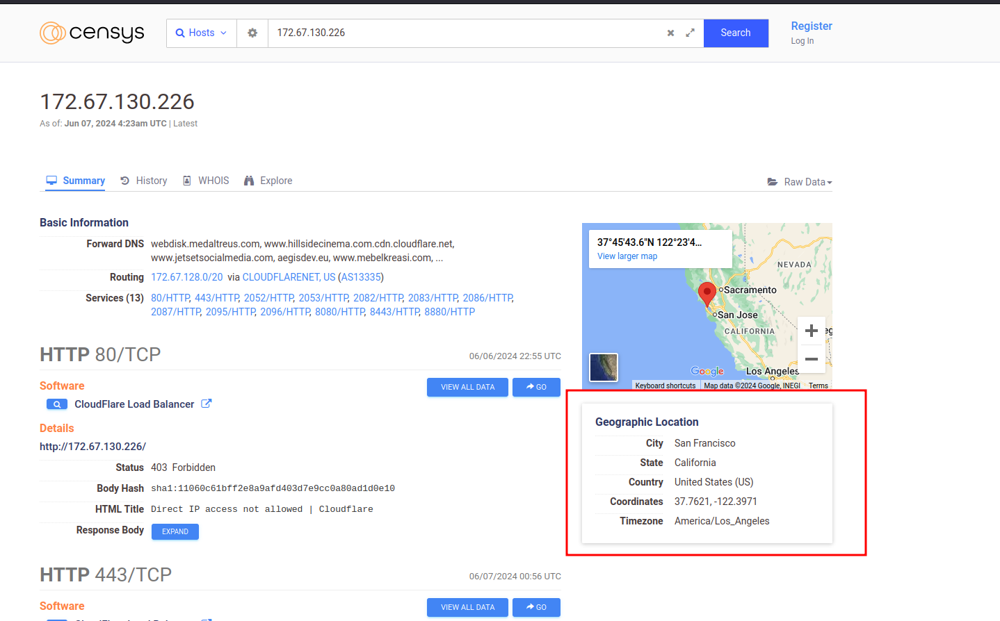 censys
Hosts
172.67.130.226
Search
Register
Log In
172.67.130.226
As of: Jun 07, 2024 4:23am UTC | Latest
Summary
History
WHOIS
Explore
Raw Data
Basic Information
Forward DNS webdisk.medaltreus.com, www.hillsidecinema.com.cdn.cloudflare.net,
www.jetsetsocialmedia.com, aegisdev.eu, www.mebelkreasi.com, ...
Routing 172.67.128.0/20 via CLOUDFLARENET, US (AS13335)
Services (13) 80/HTTP, 443/HTTP, 2052/HTTP, 2053/HTTP, 2082/HTTP, 2083/HTTP, 2086/HTTP,
2087/HTTP, 2095/HTTP, 2096/HTTP, 8080/HTTP, 8443/HTTP, 8880/HTTP
HTTP 80/TCP
06/06/2024 22:55 UTC
Software
VIEW ALL DATA
GO
CloudFlare Load Balancer
Details
http://172.67.130.226/
Status 403 Forbidden
Body Hash sha1:11060c61bff2e8a9afd403d7e9cc0a80ad1d0e10
HTML Title Direct IP access not allowed | Cloudflare
Response Body EXPAND
HTTP 443/TCP
06/07/2024 00:56 UTC
Software
VIEW ALL DATA
GO
37°45'43.6"N 122°23'4...
View larger map
NEVADA
Sacramento
San Jose
CALIFORNIA
Los Angeles
Google
Keyboard shortcuts
Map data ©2024 Google, INEGI
Terms
Geographic Location
City San Francisco
State California
Country United States (US)
Coordinates 37.7621, -122.3971
Timezone America/Los_Angeles